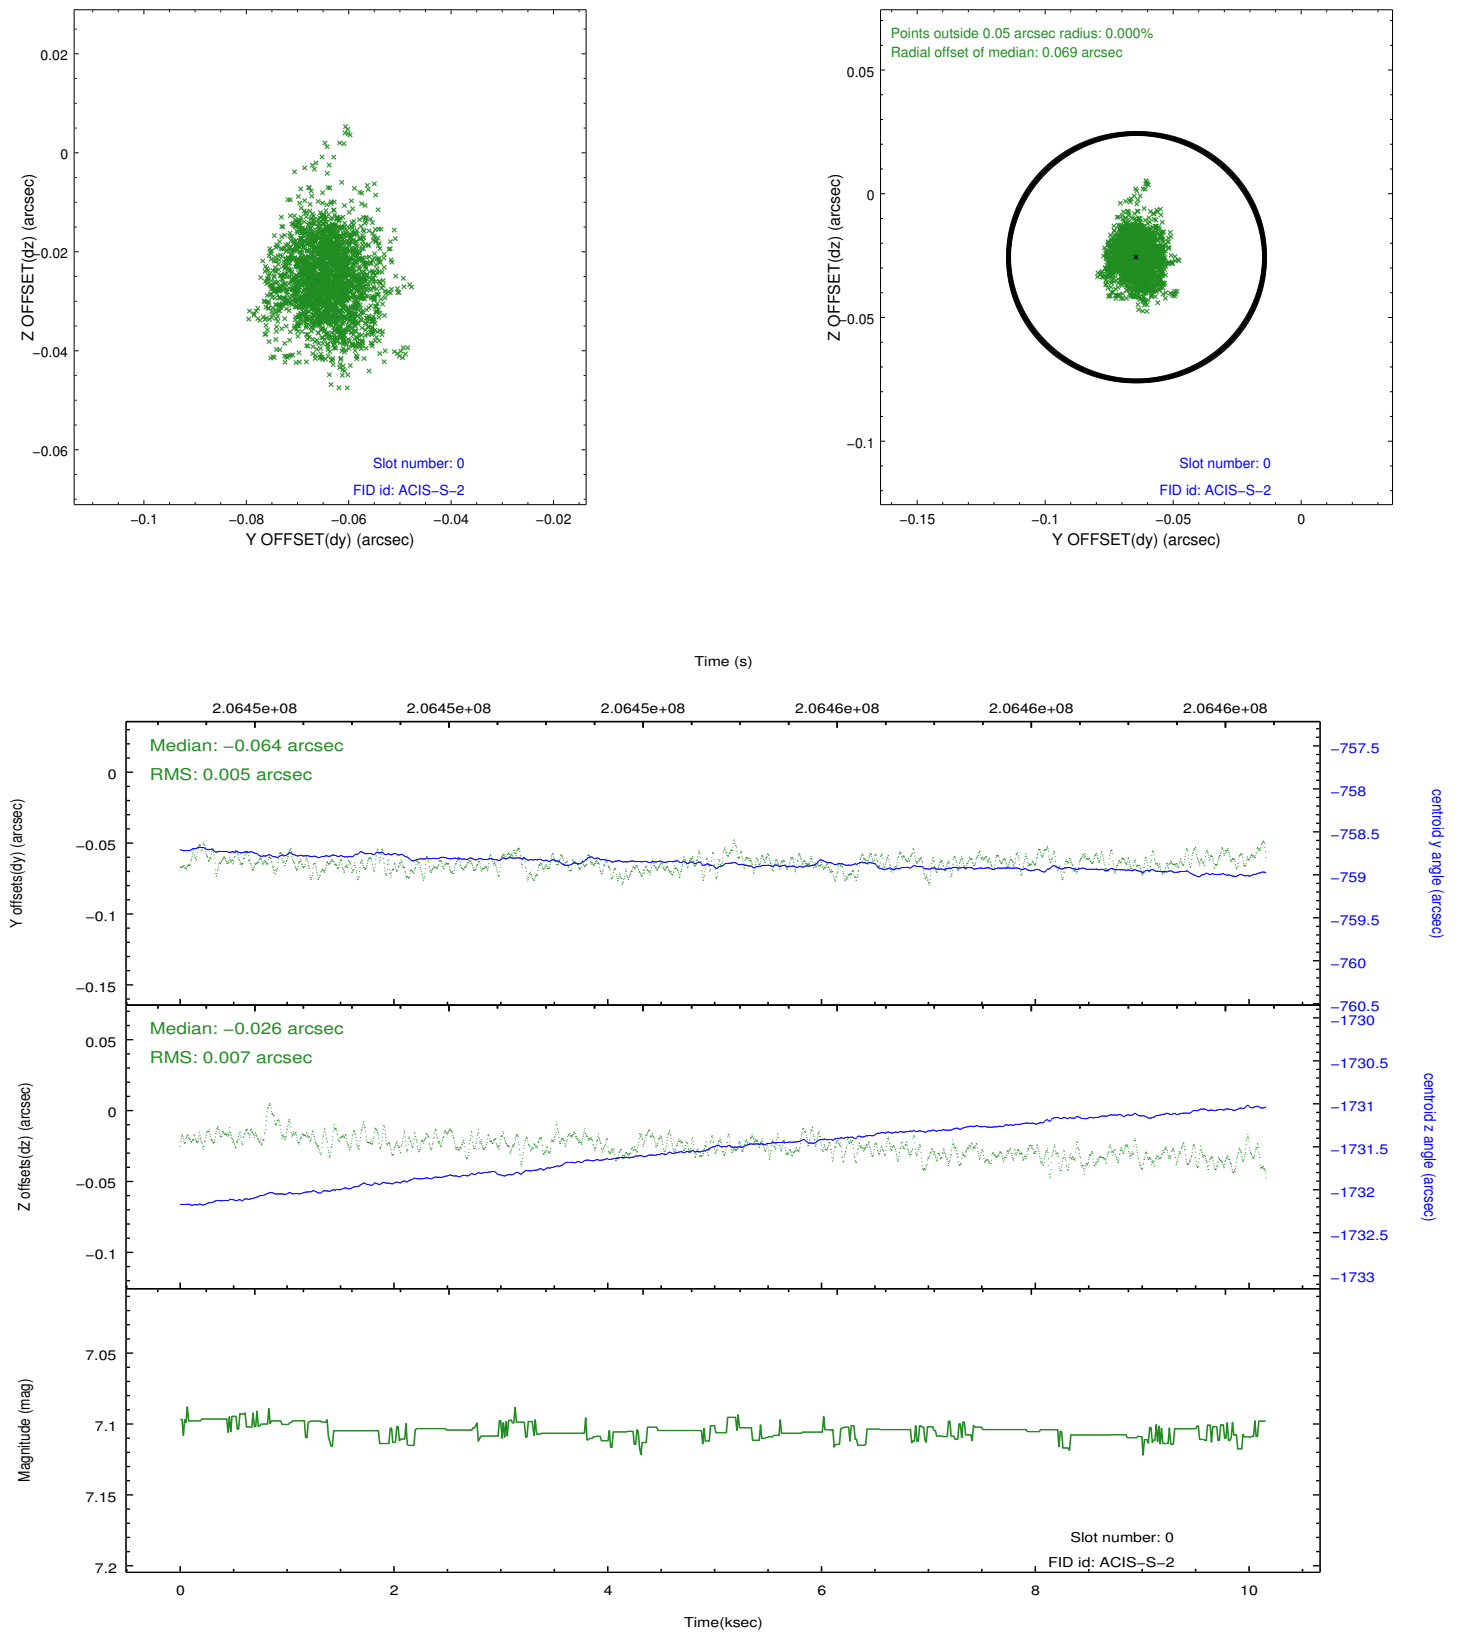 0.02
0
−0.02
−0.04
−0.06
Z OFFSET(dz) (arcsec)
Slot number: 0
FID id: ACIS−S−2
−0.1
−0.08
−0.06
−0.04
−0.02
Y OFFSET(dy) (arcsec)
Points outside 0.05 arcsec radius: 0.000%
Radial offset of median: 0.069 arcsec
0.05
0
−0.05
−0.1
Z OFFSET(dz) (arcsec)
Slot number: 0
FID id: ACIS−S−2
−0.15
−0.1
−0.05
0
Y OFFSET(dy) (arcsec)
Time (s)
2.0645e+08
2.0645e+08
2.0645e+08
2.0646e+08
2.0646e+08
2.0646e+08
Median: −0.064 arcsec
RMS: 0.005 arcsec
0
−0.05
−0.1
−0.15
Y offsets(dy) (arcsec)
−757.5
−758
−758.5
−759
−759.5
−760
−760.5
centroid y angle (arcsec)
Median: −0.026 arcsec
RMS: 0.007 arcsec
0.05
0
−0.05
−0.1
Z offsets(dz) (arcsec)
−1730
−1730.5
−1731
−1731.5
−1732
−1732.5
−1733
centroid z angle (arcsec)
7.05
7.1
7.15
7.2
Magnitude (mag)
Slot number: 0
FID id: ACIS−S−2
0
2
4
6
8
10
Time(ksec)